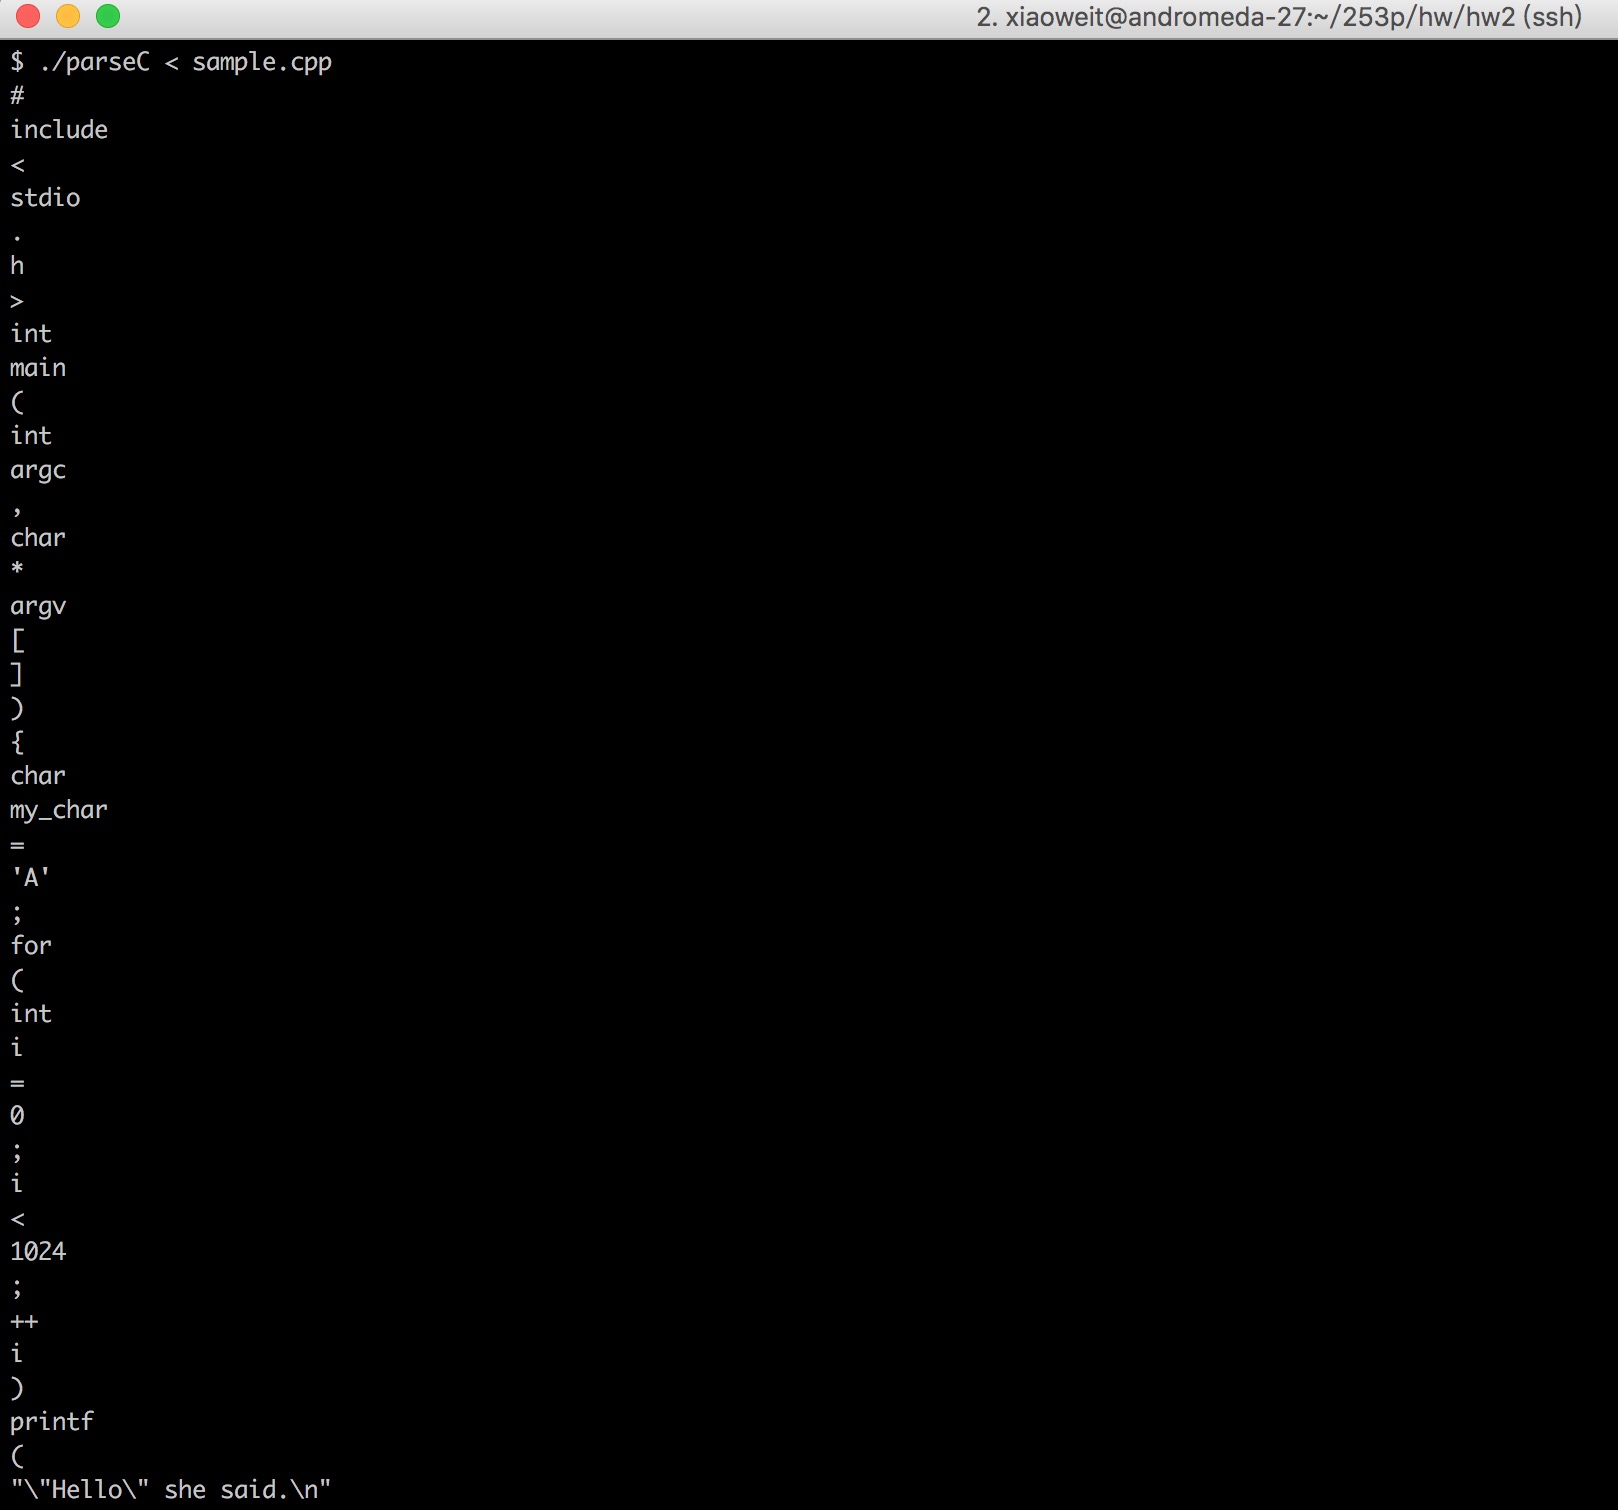 2. xiaoweit@andromeda-27:~/253p/hw/hw2 (ssh)
$ ./parseC < sample.cpp
#
include
<
stdio
.
h
>
int
main
(
int
argc
,
char
*
argv
[
]
)
{
char
my_char
=
'A'
;
for
(
int
i
=
0
;
i
<
1024
;
++
i
)
printf
(
"\"Hello\" she said.\n"